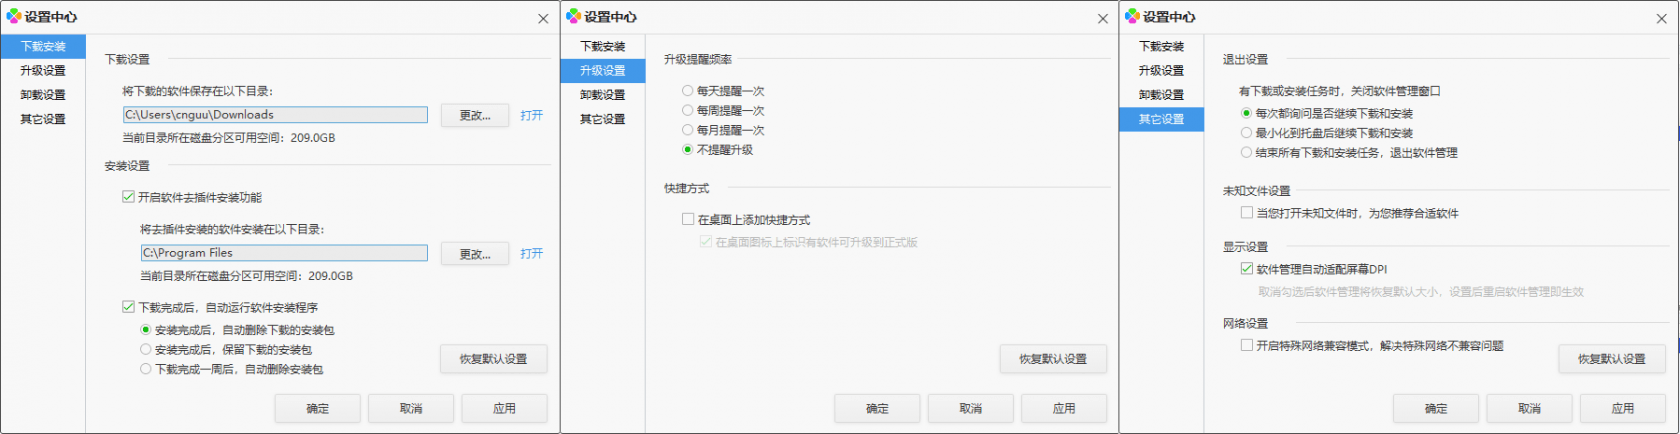 设置中心
下载安装
升级设置
卸载设置
其它设置
下载设置
将下载的软件保存在以下目录：
C:\Users\cnguu\Downloads
更改...
打开
当前目录所在磁盘分区可用空间：209.0GB
安装设置
开启软件去插件安装功能
将去插件安装的软件安装在以下目录：
C:\Program Files
更改...
打开
当前目录所在磁盘分区可用空间：209.0GB
下载完成后，自动运行软件安装程序
安装完成后，自动删除下载的安装包
安装完成后，保留下载的安装包
下载完成一周后，自动删除安装包
恢复默认设置
确定
取消
应用
设置中心
下载安装
升级设置
卸载设置
其它设置
升级提醒频率
每天提醒一次
每周提醒一次
每月提醒一次
不提醒升级
快捷方式
在桌面上添加快捷方式
在桌面图标上标识有软件可升级到正式版
恢复默认设置
确定
取消
应用
设置中心
下载安装
升级设置
卸载设置
其它设置
退出设置
有下载或安装任务时，关闭软件管理窗口
每次都询问是否继续下载和安装
最小化到托盘后继续下载和安装
结束所有下载和安装任务，退出软件管理
未知文件设置
当您打开未知文件时，为您推荐合适软件
显示设置
软件管理自动适配屏幕DPI
取消勾选后软件管理将恢复默认大小，设置后重启软件管理即生效
网络设置
开启特殊网络兼容模式，解决特殊网络不兼容问题
恢复默认设置
确定
取消
应用